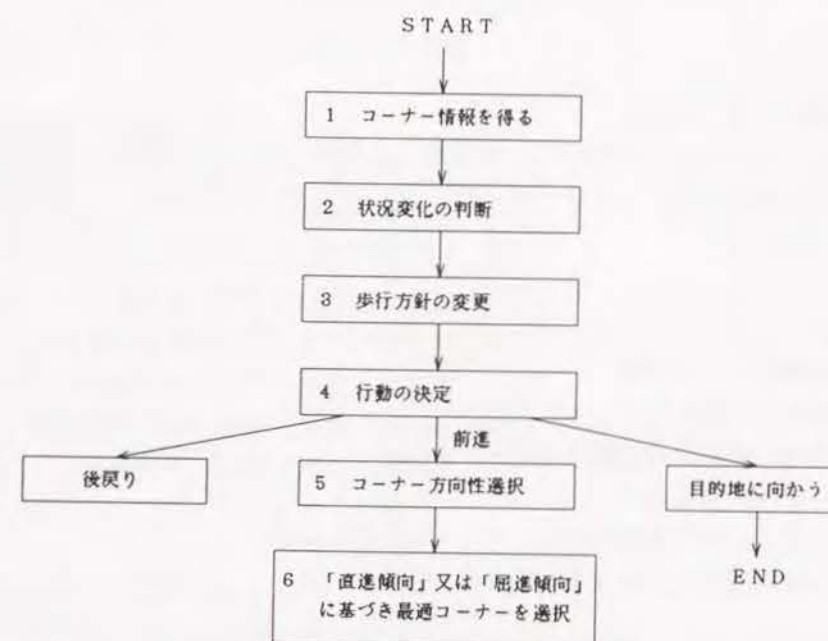 START
1 コーナー情報を得る
2 状況変化の判断
3 歩行方針の変更
4 行動の決定
前進
後戻り
5 コーナー方向性選択
目的地に向かう
6 「直進傾向」又は「屈進傾向」
に基づき最適コーナーを選択
END